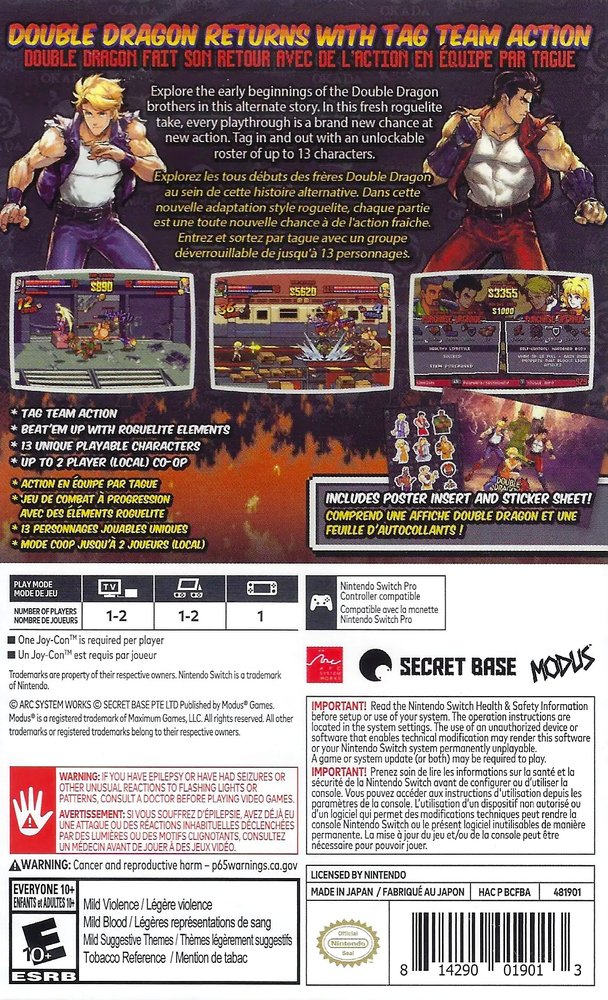 DOUBLE DRAGON RETURNS WITH TAG TEAM ACTION
DOUBLE DRAGON FAIT SON RETOUR AVEC DE L'ACTION EN ÉQUIPE PAR TAGUE
Explore the early beginnings of the Double Dragon
brothers in this alternate story. In this fresh roguelite
take, every playthrough is a brand new chance at
new action. Tag in and out with an unlockable
roster of up to 13 characters.
Explorez les tous débuts des frères Double Dragon
au sein de cette histoire alternative. Dans cette
nouvelle adaptation style roguelite, chaque partie
est une toute nouvelle chance à de l'action fraîche.
Entrez et sortez par tague avec un groupe
déverrouillable de jusqu'à 13 personnages.
$890
$5620
$3355
$1000
* TAG TEAM ACTION
* BEAT'EM UP WITH ROGUELITE ELEMENTS
* 13 UNIQUE PLAYABLE CHARACTERS
* UP TO 2 PLAYER (LOCAL) CO-OP
* ACTION EN ÉQUIPE PAR TAGUE
* JEU DE COMBAT À PROGRESSION
AVEC DES ÉLÉMENTS ROGUELITE
* 13 PERSONNAGES JOUABLES UNIQUES
* MODE COOP JUSQU'À 2 JOUEURS (LOCAL)
DOUBLE
DRAGON
INCLUDES POSTER INSERT AND STICKER SHEET!
COMPREND UNE AFFICHE DOUBLE DRAGON ET UNE
FEUILLE D'AUTOCOLLANTS !
PLAY MODE
MODE DE JEU
TV
NUMBER OF PLAYERS
NOMBRE DE JOUEURS
1-2
1-2
1
Nintendo Switch Pro
Controller compatible
Compatible avec la manette
Nintendo Switch Pro
■ One Joy-Con™ is required per player
■ Un Joy-Con™ est requis par joueur
Trademarks are property of their respective owners. Nintendo Switch is a trademark
of Nintendo.
© ARC SYSTEM WORKS © SECRET BASE PTE LTD Published by Modus® Games.
Modus® is a registered trademark of Maximum Games, LLC. All rights reserved. All other
trademarks or registered trademarks belong to their respective owners.
ARC
SYSTEM
WORKS
SECRET BASE
MODUS
IMPORTANT! Read the Nintendo Switch Health & Safety Information
before setup or use of your system. The operation instructions are
located in the system settings. The use of an unauthorized device or
software that enables technical modification may render this software
or your Nintendo Switch system permanently unplayable.
A game or system update (or both) may be required to play.
IMPORTANT! Prenez soin de lire les informations sur la santé et la
sécurité de la Nintendo Switch avant de configurer ou d'utiliser la
console. Vous pouvez accéder aux instructions d'utilisation depuis les
paramètres de la console. L'utilisation d'un dispositif non autorisé ou
d'un logiciel qui permet des modifications techniques peut rendre la
console Nintendo Switch ou le présent logiciel inutilisables de manière
permanente. La mise à jour du jeu et/ou de la console peut être
nécessaire pour pouvoir jouer.
WARNING: IF YOU HAVE EPILEPSY OR HAVE HAD SEIZURES OR
OTHER UNUSUAL REACTIONS TO FLASHING LIGHTS OR
PATTERNS, CONSULT A DOCTOR BEFORE PLAYING VIDEO GAMES.
AVERTISSEMENT: SI VOUS SOUFFREZ D'ÉPILEPSIE, AVEZ DÉJÀ EU
UNE ATTAQUE OU DES RÉACTIONS INHABITUELLES DÉCLENCHÉES
PAR DES LUMIÈRES OU DES MOTIFS CLIGNOTANTS, CONSULTEZ
UN MÉDECIN AVANT DE JOUER À DES JEUX VIDÉO.
WARNING: Cancer and reproductive harm – p65warnings.ca.gov
EVERYONE 10+
ENFANTS et ADULTES 10+
E
10+
ESRB
Mild Violence / Légère violence
Mild Blood / Légères représentations de sang
Mild Suggestive Themes / Thèmes légèrement suggestifs
Tobacco Reference / Mention de tabac
LICENSED BY NINTENDO
MADE IN JAPAN / FABRIQUÉ AU JAPON
HAC P BCFBA
481901
Official
Nintendo
Seal
8 14290 01901 3